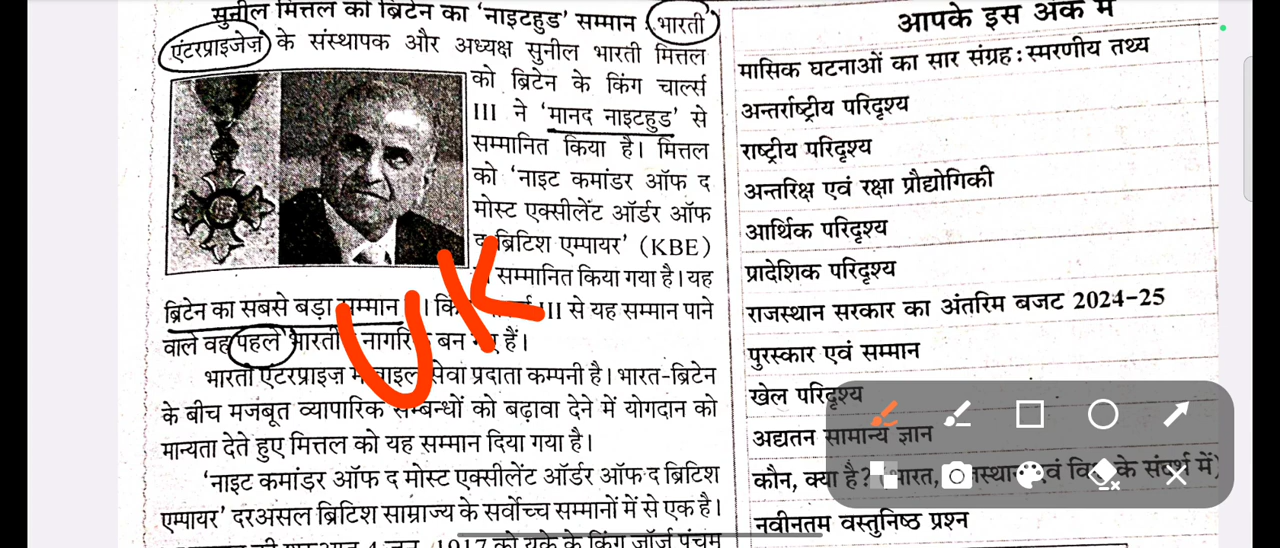 सुनील मित्तल को ब्रिटेन का 'नाइटहुड' सम्मान : भारती
एंटरप्राइजेज के संस्थापक और अध्यक्ष सुनील भारती मित्तल
को ब्रिटेन के किंग चार्ल्स
III ने 'मानद नाइटहुड' से
सम्मानित किया है। मित्तल
को 'नाइट कमांडर ऑफ द
मोस्ट एक्सीलेंट ऑर्डर ऑफ
द ब्रिटिश एम्पायर' (KBE)
सम्मानित किया गया है। यह
ब्रिटेन का सबसे बड़ा सम्मान III से यह सम्मान पाने
वाले वह पहले बन हैं।
UK
भारती एंटरप्राइज सेवा प्रदाता कम्पनी है। भारत-ब्रिटेन
के बीच मजबूत व्यापारिक सम्बन्धों को बढ़ावा देने में योगदान को
मान्यता देते हुए मित्तल को यह सम्मान दिया गया है।
'नाइट कमांडर ऑफ द मोस्ट एक्सीलेंट ऑर्डर ऑफ द ब्रिटिश
एम्पायर' दरअसल ब्रिटिश साम्राज्य के सर्वोच्च सम्मानों में से एक है।
1917 को यूके के किंग जॉर्ज पंचम
आपके इस अंक में
मासिक घटनाओं का सार संग्रह : स्मरणीय तथ्य
अन्तर्राष्ट्रीय परिदृश्य
राष्ट्रीय परिदृश्य
अन्तरिक्ष एवं रक्षा प्रौद्योगिकी
आर्थिक परिदृश्य
प्रादेशिक परिदृश्य
राजस्थान सरकार का अंतरिम बजट 2024-25
पुरस्कार एवं सम्मान
खेल परिदृश्य
अद्यतन सामान्य ज्ञान
कौन, क्या है? एवं के संदर्भ में)
नवीनतम वस्तुनिष्ठ प्रश्न